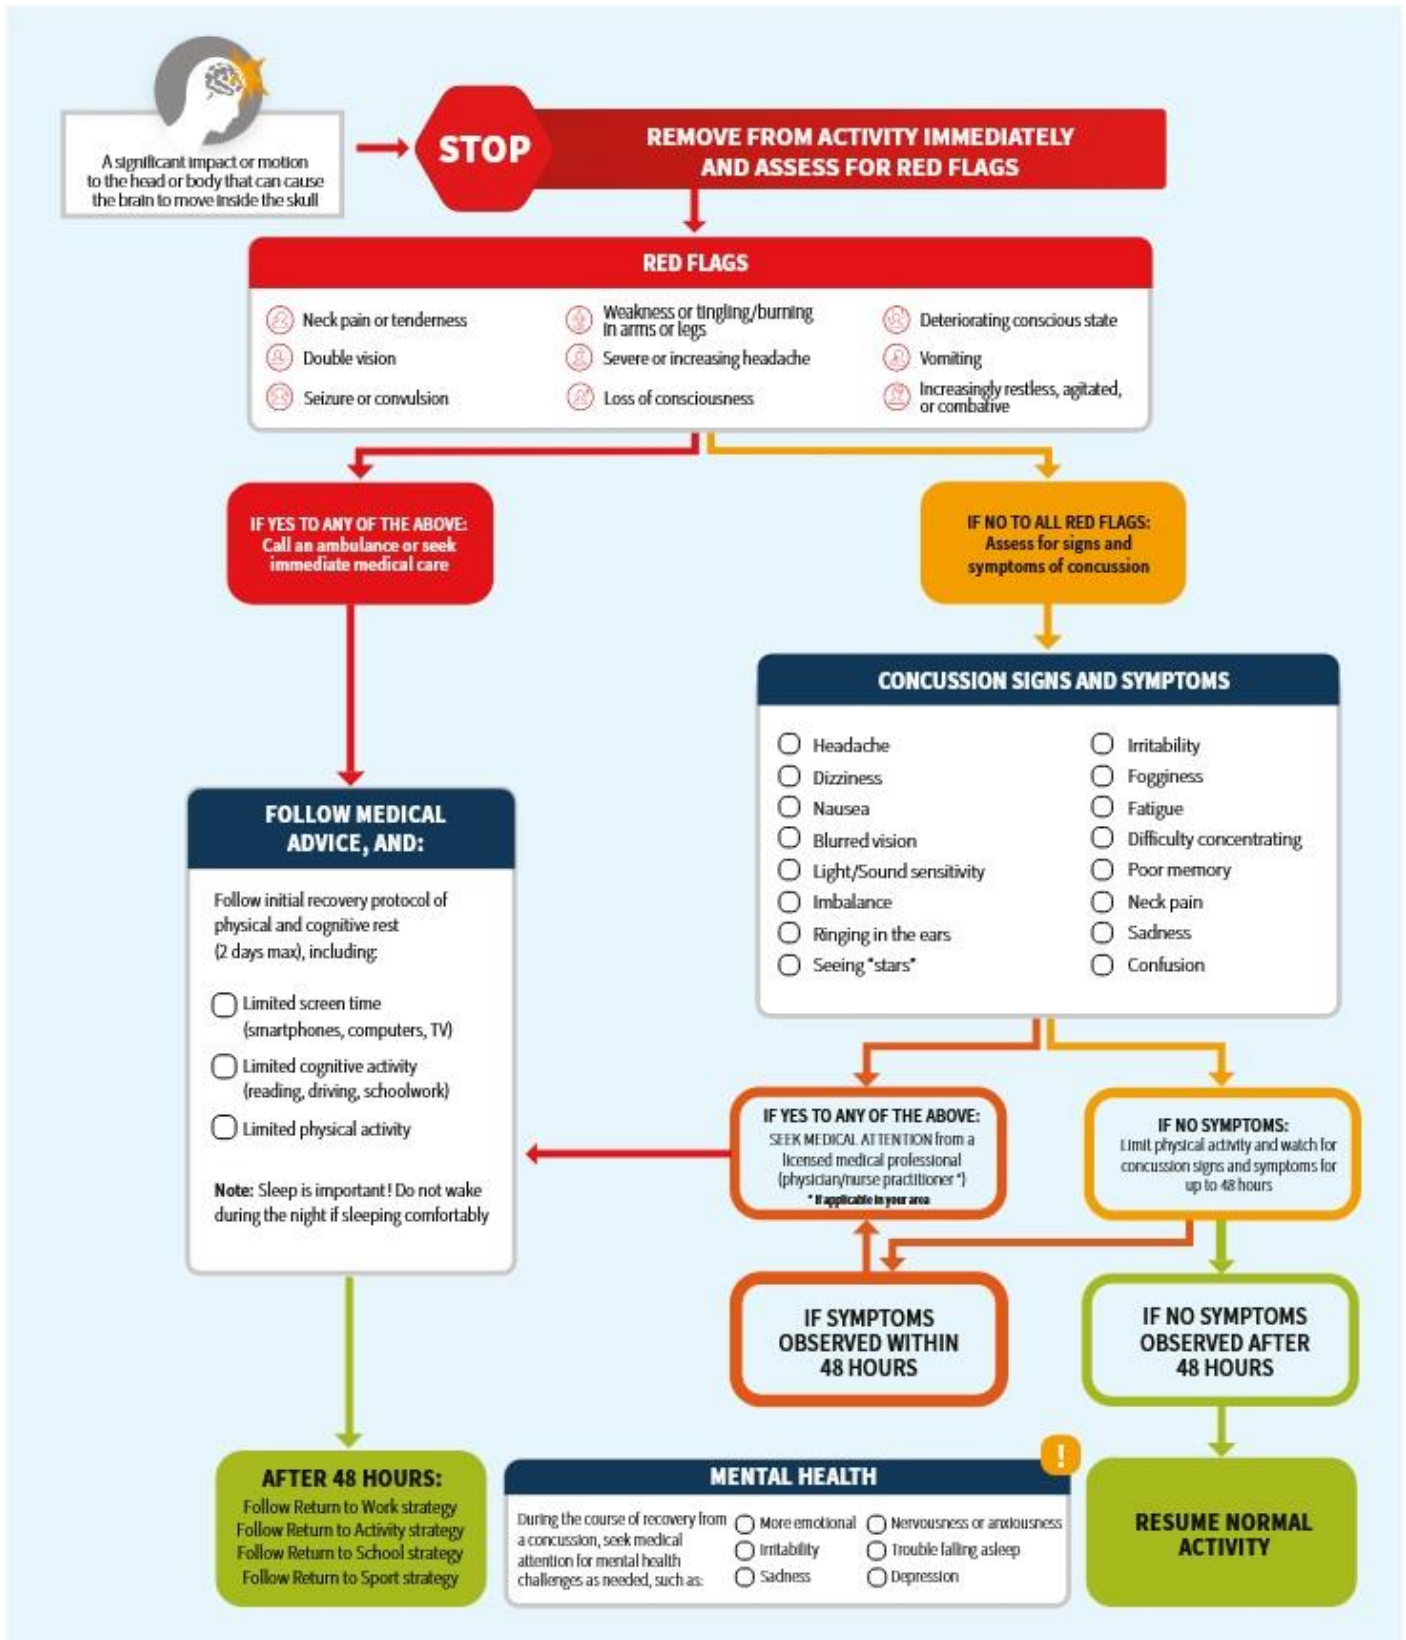 A significant impact or motion
to the head or body that can cause
the brain to move inside the skull
STOP
REMOVE FROM ACTIVITY IMMEDIATELY
AND ASSESS FOR RED FLAGS
RED FLAGS
Neck pain or tenderness
Double vision
Seizure or convulsion
Weakness or tingling/burning
in arms or legs
Severe or increasing headache
Loss of consciousness
Deteriorating conscious state
Vomiting
Increasingly restless, agitated,
or combative
IF YES TO ANY OF THE ABOVE:
Call an ambulance or seek
immediate medical care
IF NO TO ALL RED FLAGS:
Assess for signs and
symptoms of concussion
CONCUSSION SIGNS AND SYMPTOMS
Headache
Dizziness
Nausea
Blurred vision
Light/Sound sensitivity
Imbalance
Ringing in the ears
Seeing "stars"
Irritability
Fogginess
Fatigue
Difficulty concentrating
Poor memory
Neck pain
Sadness
Confusion
FOLLOW MEDICAL
ADVICE, AND:
Follow initial recovery protocol of
physical and cognitive rest
(2 days max), including:
Limited screen time
(smartphones, computers, TV)
Limited cognitive activity
(reading, driving, schoolwork)
Limited physical activity
Note: Sleep is important! Do not wake
during the night if sleeping comfortably
IF YES TO ANY OF THE ABOVE:
SEEK MEDICAL ATTENTION from a
licensed medical professional
(physician/nurse practitioner *)
* If applicable in your area
IF NO SYMPTOMS:
Limit physical activity and watch for
concussion signs and symptoms for
up to 48 hours
IF SYMPTOMS
OBSERVED WITHIN
48 HOURS
IF NO SYMPTOMS
OBSERVED AFTER
48 HOURS
AFTER 48 HOURS:
Follow Return to Work strategy
Follow Return to Activity strategy
Follow Return to School strategy
Follow Return to Sport strategy
!
MENTAL HEALTH
During the course of recovery from
a concussion, seek medical
attention for mental health
challenges as needed, such as:
More emotional
Irritability
Sadness
Nervousness or anxiousness
Trouble falling asleep
Depression
RESUME NORMAL
ACTIVITY